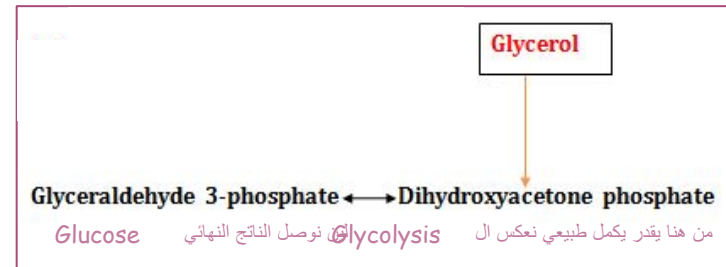 Glycerol
Glyceraldehyde 3-phosphate ⟷ Dihydroxyacetone phosphate
من هنا يقدر يكمل طبيعي نعكس ال Glycolysis نوصل الناتج النهائي Glucose